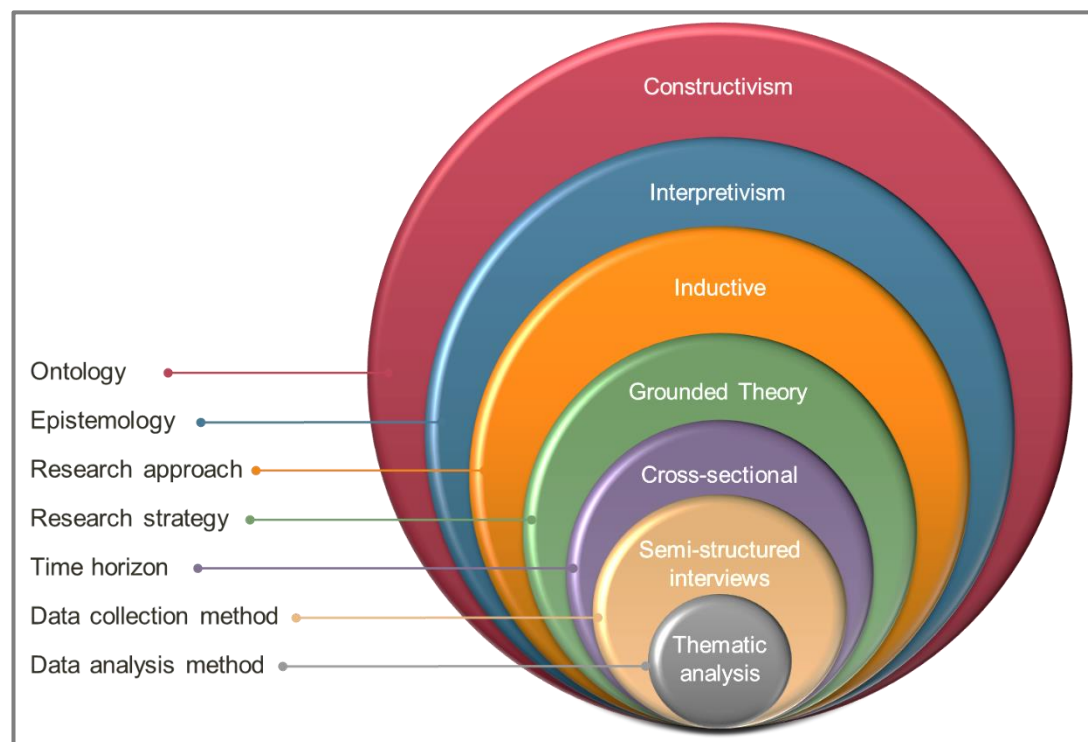 Constructivism
Interpretivism
Inductive
Grounded Theory
Cross-sectional
Semi-structured
interviews
Thematic
analysis
Ontology
Epistemology
Research approach
Research strategy
Time horizon
Data collection method
Data analysis method